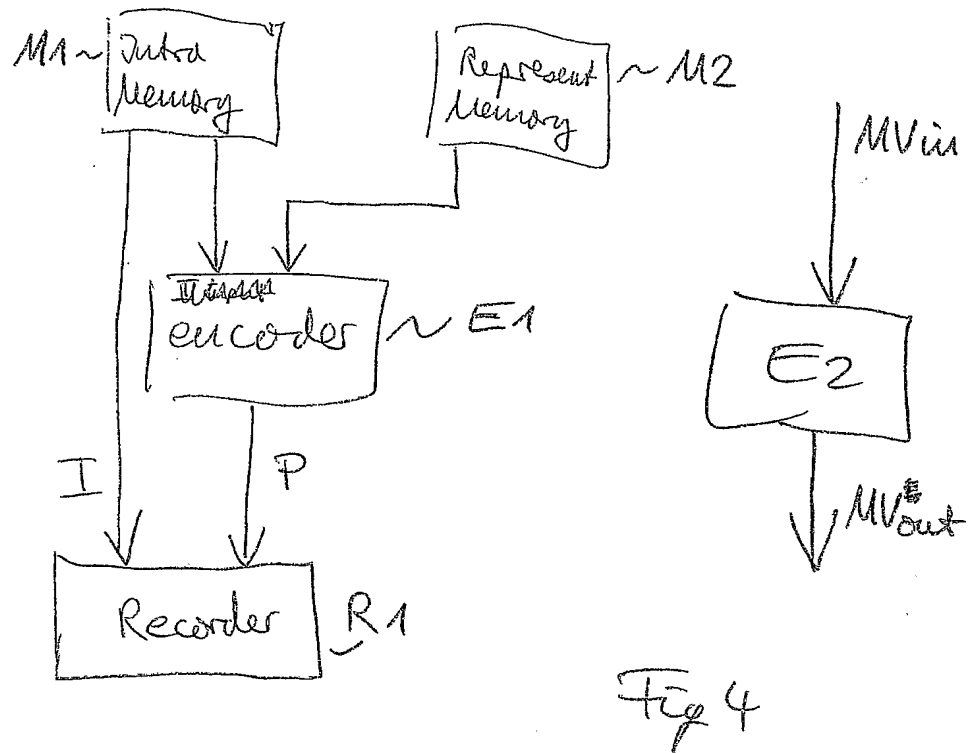 M1
Intra
Memory
Represent
Memory
M2
MVin
encoder
E1
E2
I
P
MVout
Recorder
R1
Fig 4